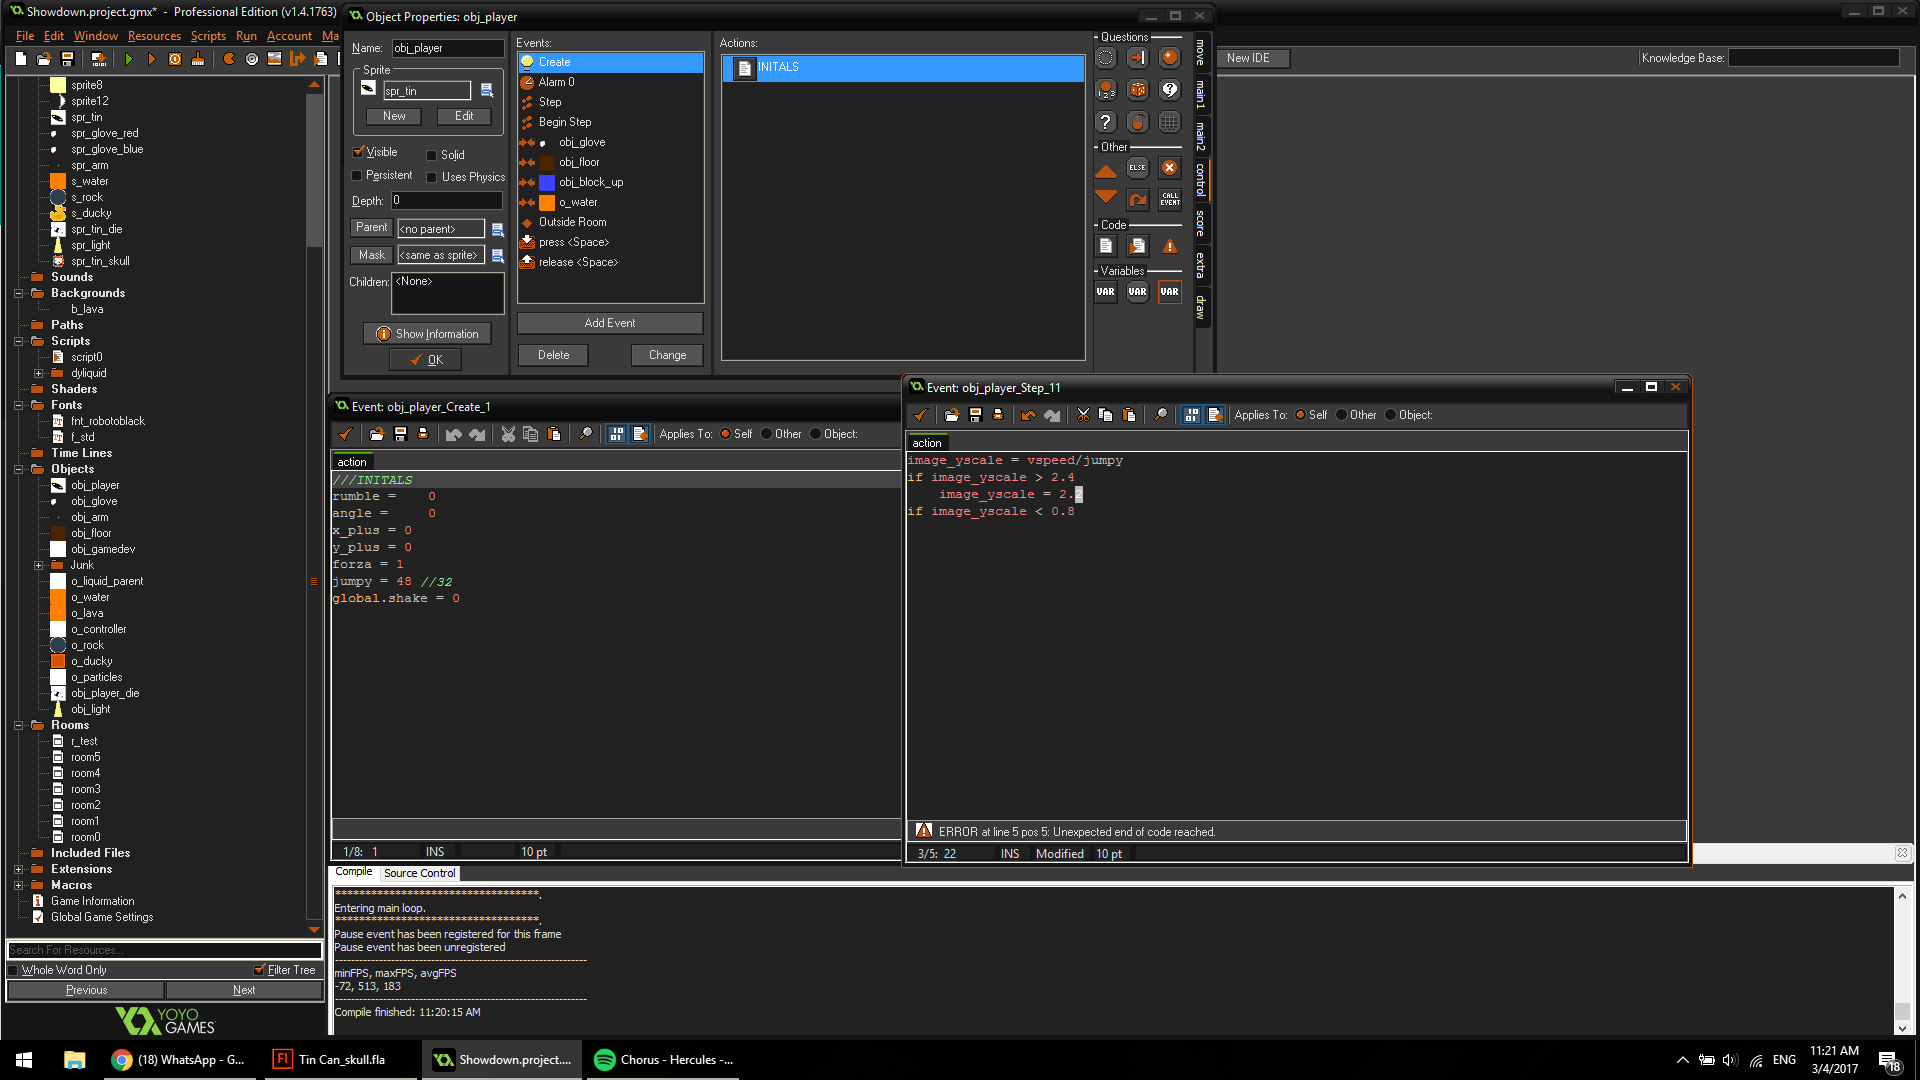 Showdown.project.gmx*  -  Professional Edition (v1.4.1763)
File Edit Window Resources Scripts Run Account Ma
sprite8
sprite12
spr_tin
spr_glove_red
spr_glove_blue
spr_arm
s_water
s_rock
s_ducky
spr_tin_die
spr_light
spr_tin_skull
Sounds
Backgrounds
b_lava
Paths
Scripts
script0
dyliquid
Shaders
Fonts
fnt_robotoblack
f_std
Time Lines
Objects
obj_player
obj_glove
obj_arm
obj_floor
obj_gamedev
Junk
o_liquid_parent
o_water
o_lava
o_controller
o_rock
o_ducky
o_particles
obj_player_die
obj_light
Rooms
r_test
room5
room4
room3
room2
room1
room0
Included Files
Extensions
Macros
Game Information
Global Game Settings
Search For Resources...
Whole Word Only Filter Tree
Previous Next
YOYO
GAMES
Object Properties: obj_player
Name: obj_player
Sprite
spr_tin
New Edit
Visible Solid
Persistent Uses Physics
Depth: 0
Parent <no parent>
Mask <same as sprite>
Children: <None>
Show Information
OK
Events:
Create
Alarm 0
Step
Begin Step
obj_glove
obj_floor
obj_block_up
o_water
Outside Room
press <Space>
release <Space>
Add Event
Delete Change
Actions:
INITALS
Questions
Other
ELSE
CALL EVENT
Code
Variables
VAR VAR VAR
move
main1
main2
control
score
extra
draw
New IDE
Knowledge Base:
Event: obj_player_Create_1
Applies To: Self Other Object:
action
///INITALS
rumble =    0
angle =     0
x_plus = 0
y_plus = 0
forza = 1
jumpy = 48 //32
global.shake = 0
1/8: 1 INS 10 pt
Event: obj_player_Step_11
Applies To: Self Other Object:
action
image_yscale = vspeed/jumpy
if image_yscale > 2.4
    image_yscale = 2.2
if image_yscale < 0.8
ERROR at line 5 pos 5: Unexpected end of code reached.
3/5: 22 INS Modified 10 pt
Compile Source Control
***********************************.
Entering main loop.
***********************************.
Pause event has been registered for this frame
Pause event has been unregistered
minFPS, maxFPS, avgFPS
-72, 513, 183
Compile finished: 11:20:15 AM
(18) WhatsApp - G...
Tin Can_skull.fla
Showdown.project....
Chorus - Hercules -...
ENG
11:21 AM
3/4/2017
18